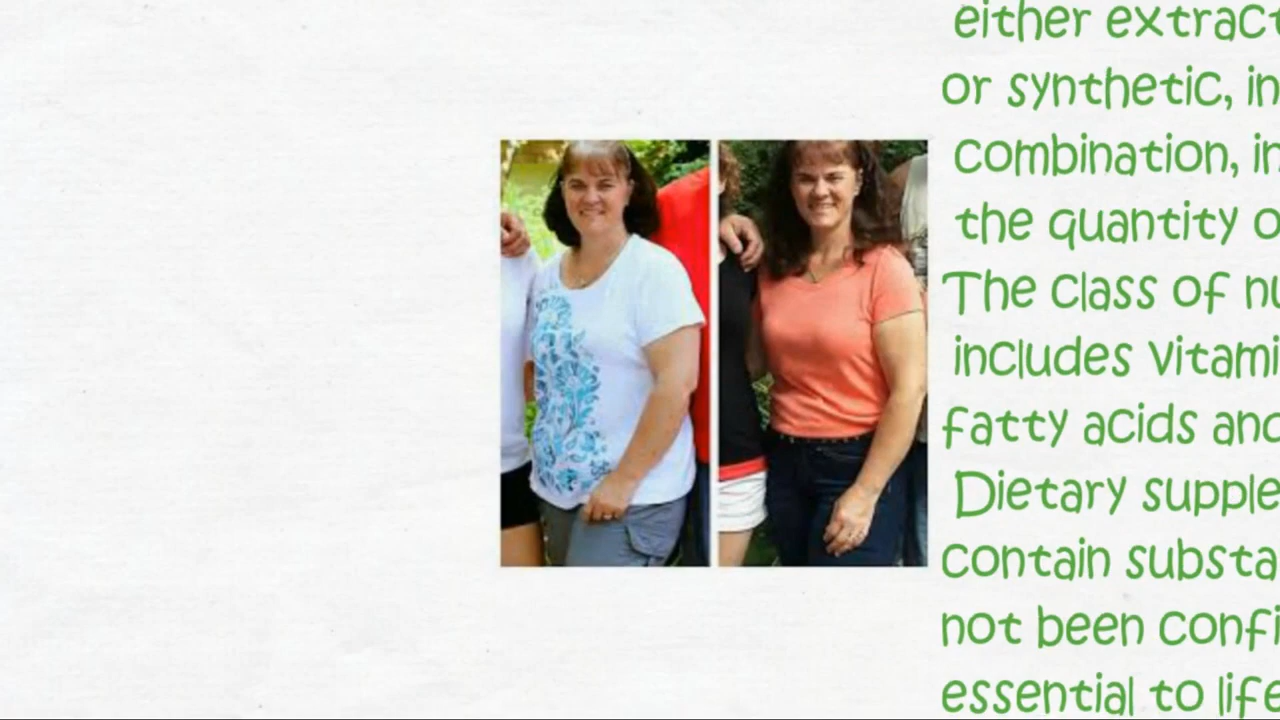 either extract
or synthetic, in
combination, in
the quantity o
The class of nu
includes vitami
fatty acids and
Dietary supple
contain substa
not been confi
essential to life